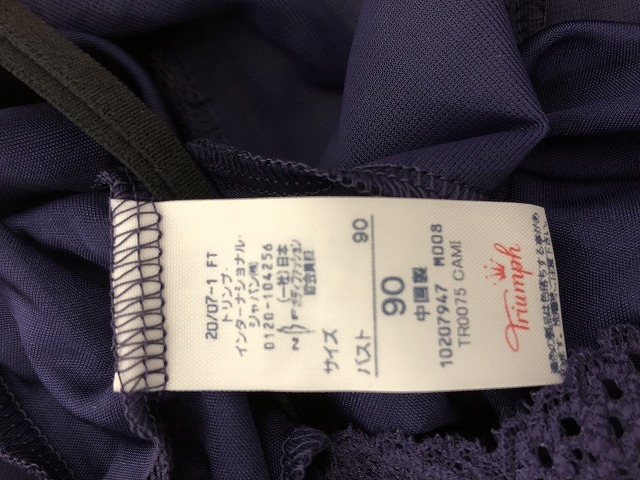 Triumph
TR0075 CAMI
10207947 M008
中国製
90
サイズ
バスト 90
NBF (一社)日本
ボディファッション
協会員証
0120-104256
ジャパン(株)
インターナショナル・
トリンプ・
20/07-1 FT